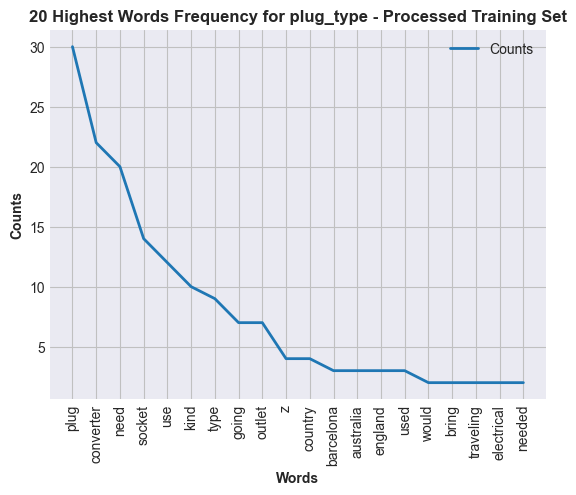 20 Highest Words Frequency for plug_type - Processed Training Set
Counts
Counts
30
25
20
15
10
5
plug
converter
need
socket
use
kind
type
going
outlet
z
country
barcelona
australia
england
used
would
bring
traveling
electrical
needed
Words